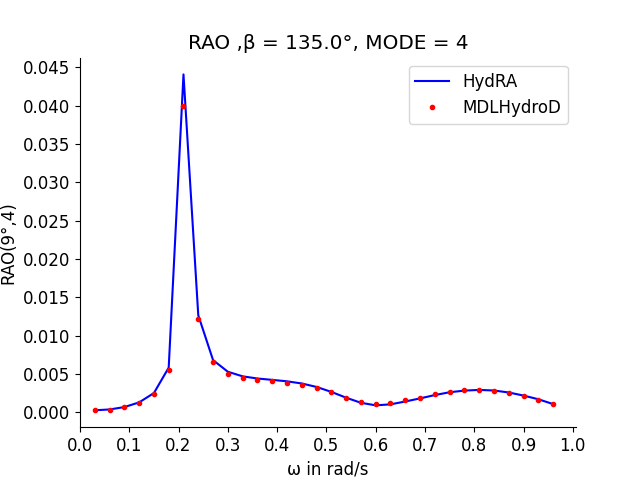 RAO ,β = 135.0°, MODE = 4
HydRA
MDLHydroD
RAO(9°,4)
0.045
0.040
0.035
0.030
0.025
0.020
0.015
0.010
0.005
0.000
0.0 0.1 0.2 0.3 0.4 0.5 0.6 0.7 0.8 0.9 1.0
ω in rad/s